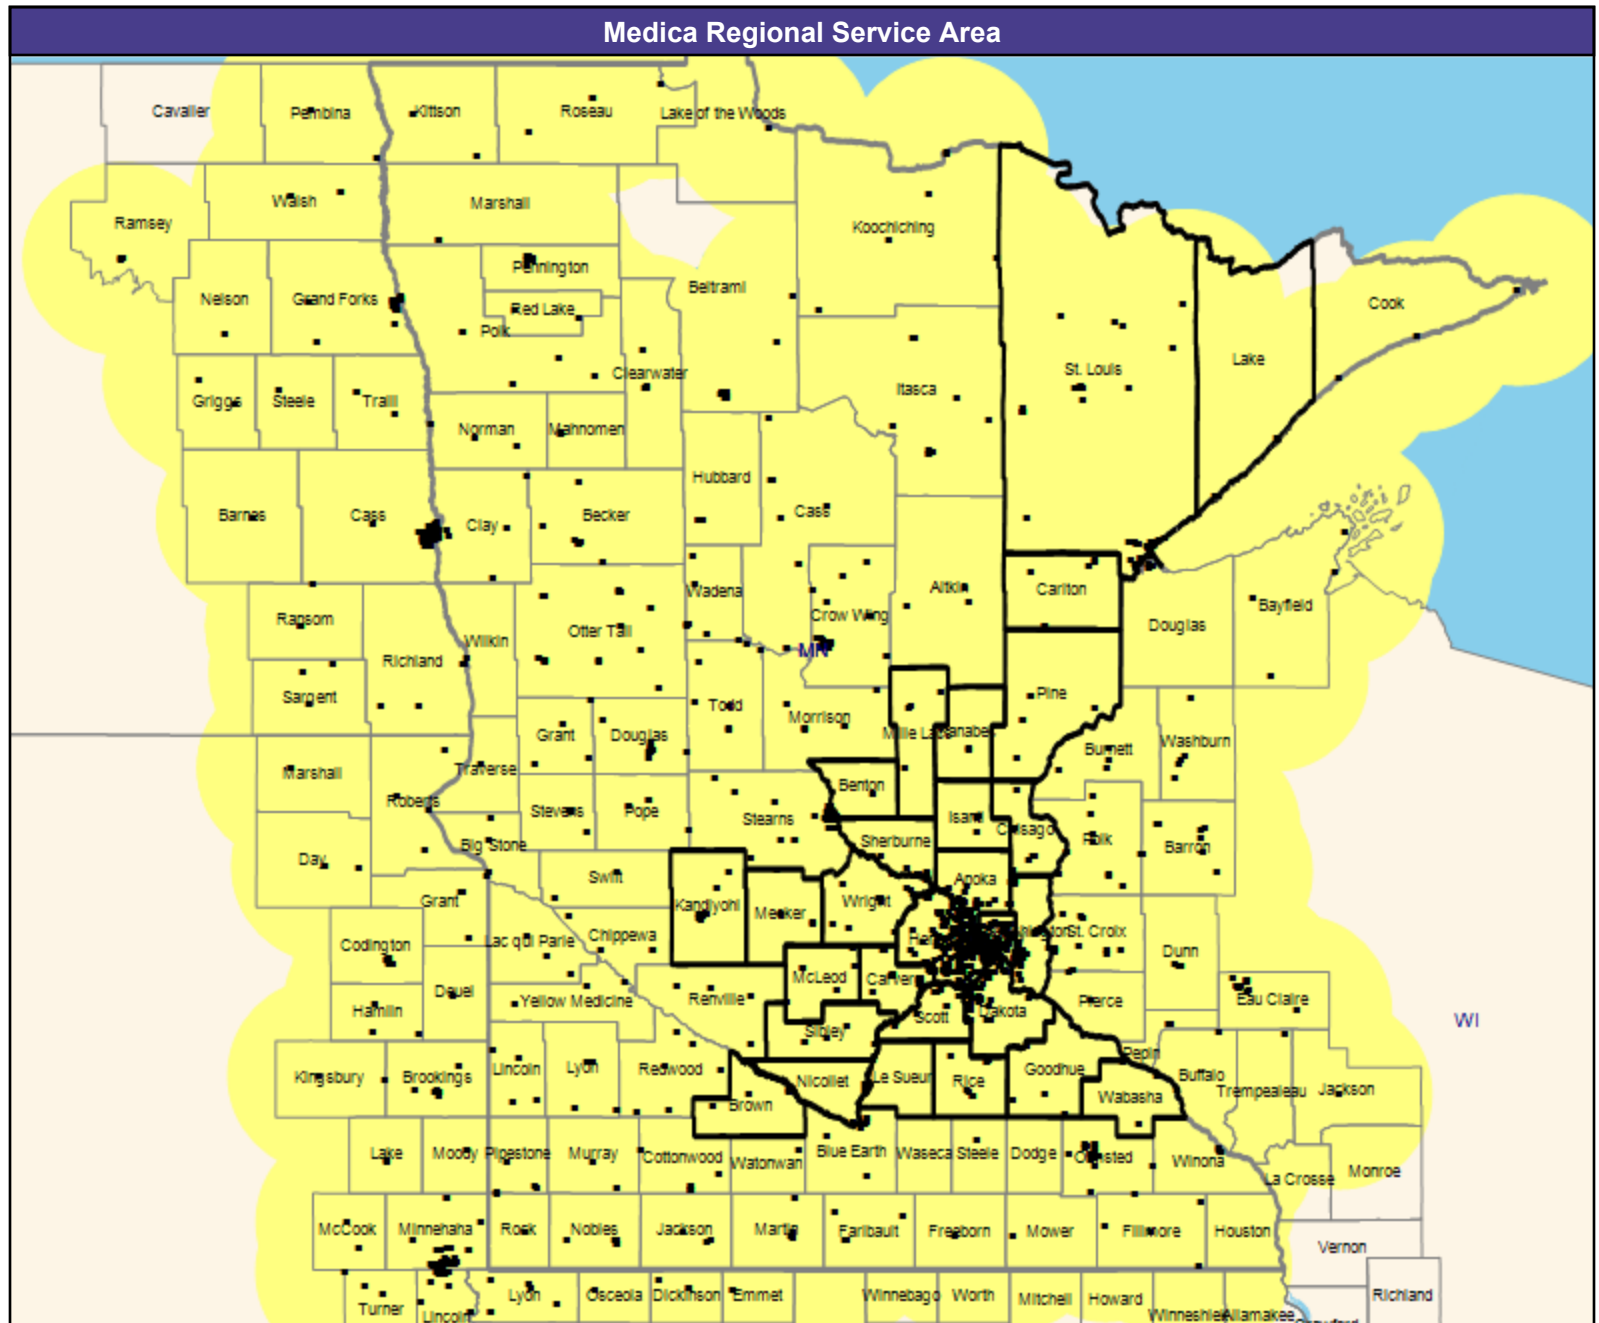 Medica Regional Service Area
Cavalier
Pembina
Kittson
Roseau
Lake of the Woods
Ramsey
Walsh
Marshall
Koochiching
Nelson
Grand Forks
Pennington
Red Lake
Polk
Beltrami
Cook
Griggs
Steele
Traill
Clearwater
Itasca
St. Louis
Lake
Norman
Mahnomen
Hubbard
Barnes
Cass
Clay
Becker
Cass
Ransom
Wilkin
Otter Tail
Wadena
Crow Wing
Aitkin
Carlton
Douglas
Bayfield
MN
Richland
Sargent
Grant
Douglas
Todd
Morrison
Pine
Burnett
Washburn
Marshall
Roberts
Traverse
Stevens
Pope
Stearns
Benton
Isanti
Chisago
Polk
Barron
Day
Big Stone
Swift
Sherburne
Anoka
Grant
Kandiyohi
Meeker
Wright
St. Croix
Codington
Lac qui Parle
Chippewa
Dunn
Deuel
Hamlin
Yellow Medicine
Renville
McLeod
Carver
Scott
Dakota
Pierce
Eau Claire
WI
Sibley
Kingsbury
Brookings
Lincoln
Lyon
Redwood
Brown
Nicollet
Le Sueur
Rice
Goodhue
Wabasha
Pepin
Buffalo
Trempealeau
Jackson
Lake
Moody
Pipestone
Murray
Cottonwood
Watonwan
Blue Earth
Waseca
Steele
Dodge
Olmsted
Winona
La Crosse
Monroe
McCook
Minnehaha
Rock
Nobles
Jackson
Martin
Faribault
Freeborn
Mower
Fillmore
Houston
Vernon
Turner
Lincoln
Lyon
Osceola
Dickinson
Emmet
Winnebago
Worth
Mitchell
Howard
Allamakee
Richland